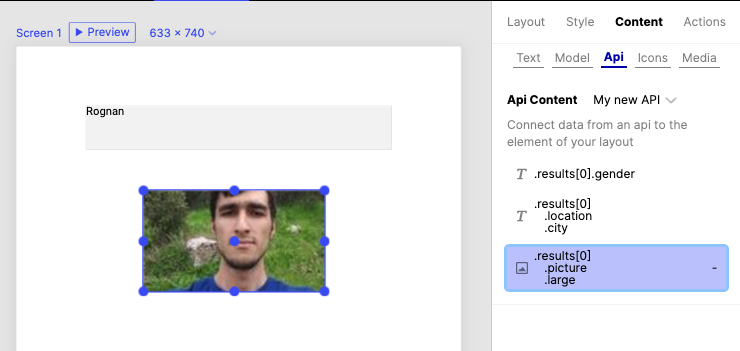 Screen 1 Preview 633 × 740
Rognan
Layout Style Content Actions
Text Model Api Icons Media
Api Content My new API
Connect data from an api to the
element of your layout
T .results[0].gender
T .results[0]
.location
.city
.results[0]
.picture -
.large